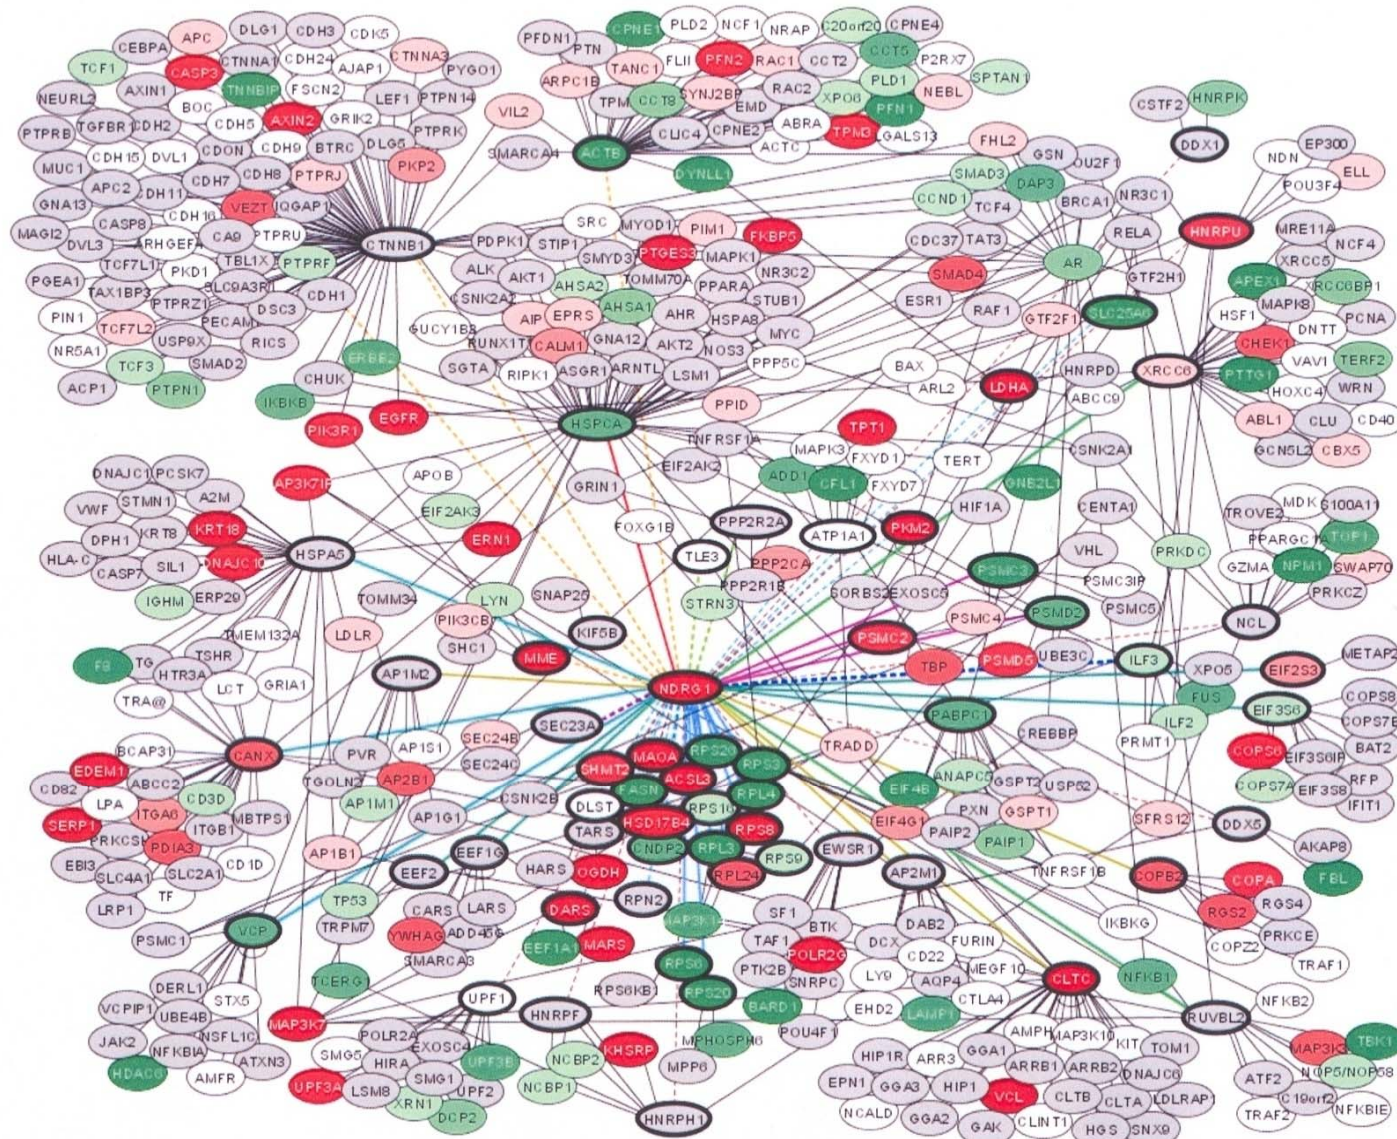 APC
DLG1
CDH3
CDK5
CEBPA
CTNNA1
CDH24
CTNNA3
TCF1
CASP3
AJAP1
PYGO1
NEURL2
AXIN1
FSCN2
LEF1
PTPN14
BOC
CDH5
AXIN2
GRIK2
PTPRB
CDH2
CDON
CDH9
BTRC
DLG5
PTPRK
MUC1
CDH15
DVL1
CDH7
CDH8
PTPRJ
PKP2
APC2
CDH11
GNA13
CASP8
CDH16
VEZT
IQGAP1
MAGI2
DVL3
CA9
PTPRU
CTNNB1
TCF7L1
TBL1X
PTPRF
PGEA1
TAX1BP3
PKD1
PTPRZ1
CDH1
PIN1
TCF7L2
DSC3
NR5A1
USP9X
RICS
TCF3
SMAD2
ACP1
PTPN1
PFDN1
PTN
CPNE1
PLD2
NCF1
NRAP
C20orf20
CPNE4
ARPC1B
TANC1
FLII
PFN2
RAC1
CCT2
CCT5
P2RX7
TPM
CCT8
SYNJ2BP
RAC2
XPO6
PLD1
NEBL
SPTAN1
VIL2
EMD
PFN1
SMARCA4
ACTB
CLIC4
CPNE2
ABRA
ACTC
TPM3
LGALS13
DYNLL1
CSTF2
HNRPK
DDX1
FHL2
GSN
SMAD3
DAP3
CCND1
TCF4
BRCA1
NR3C1
NDN
EP300
ELL
POU3F4
CDC37
TAT3
RELA
HNRPU
AR
SMAD4
GTF2H1
ESR1
RAF1
GTF2F1
SLC25A6
MRE11A
NCF4
XRCC5
APEX1
XRCC6BP1
MAPK8
PCNA
HSF1
DNTT
CHEK1
VAV1
TERF2
XRCC6
PTTG1
HOXC4
WRN
ABL1
CLU
CD40
GCN5L2
CBX5
SRC
MYOD1
PIM1
FKBP5
PDPK1
STIP1
SMYD3
PTGES3
MAPK1
ALK
AKT1
TOMM70A
NR3C2
CSNK2A2
AHSA2
PPARA
STUB1
AHSA1
AIP
EPRS
AHR
HSPA8
GUCY1B3
CALM1
GNA12
AKT2
NOS3
MYC
SGTA
RIPK1
ASGR1
ARNTL
LSM1
PPP5C
BAX
ARL2
LDHA
HNRPD
ABCC9
ERBB2
CHUK
IKBKB
PIK3R1
EGFR
HSPCA
PPID
TNFRSF1A
EIF2AK2
MAPK3
TPT1
FXYD1
ADD1
CFL1
FXYD7
TERT
CSNK2A1
GNB2L1
DNAJC1
PCSK7
VWF
STMN1
A2M
KRT8
KRT18
DPH1
HLA-C
CASP7
SIL1
DNAJC10
IGHM
ERP29
HSPA5
APOB
EIF2AK3
ERN1
GRIN1
FOXG1B
PPP2R2A
TLE3
ATP1A1
PKM2
HIF1A
CENTA1
PRKDC
TROVE2
MDK
S100A11
TOP1
GZMA
NPM1
SWAP70
PRKCZ
NCL
PPP2CA
PPP2R1B
STRN3
PSMC3
VHL
PSMC3IP
PSMC5
EXOSC5
PSMC4
PSMD2
TOMM34
LDLR
LYN
PIK3CB
SNAP25
SHC1
KIF5B
MME
PSMC2
TBP
PSMD5
UBE3C
ILF3
XPO5
EIF2S3
METAP2
TMEM132A
TG
TSHR
HTR3A
LCT
GRIA1
TRA@
AP1M2
NDRG1
SEC23A
PABPC1
CREBBP
FUS
ILF2
EIF3S6
COPS8
PRMT1
COPS6
EIF3S6IP
BAT2
COPS7A
EIF3S8
RFP
IFIT1
EDEM1
BCAP31
CD82
ABCC2
LPA
CD3D
ITGA6
SERP1
ITGB1
MBTPS1
PDIA3
EBI3
CD1D
SLC4A1
SLC2A1
TF
LRP1
CANX
PVR
AP1S1
SEC24B
SEC24C
TGOLN2
AP2B1
AP1M1
AP1G1
CSNK2B
AP1B1
SHMT2
MAOA
RPS26
RPS3
FASN
ACSL3
DLST
RPS16
RPL4
TARS
HSD17B4
RPS8
CNDP2
RPL3
RPS9
RPL24
TRADD
EIF4B
ANAPC5
GSPT2
USP52
EIF4G1
PXN
GSPT1
PAIP2
PAIP1
SFRS12
DDX5
AKAP8
FBL
EEF2
EEF1G
HARS
OGDH
RPN2
EWSR1
AP2M1
TNFRSF1B
COPB2
COPA
RGS2
RGS4
COPZ2
PRKCE
TRAF1
TP53
CARS
LARS
DARS
EEF1A1
MARS
SF1
BTK
DAB2
IKBKG
TRPM7
YWHAG
SMARCA3
TAF1
POLR2G
DCX
FURIN
CD22
MEGF10
VCP
PSMC1
TCERG1
RPS6
RPS20
RPS6KB1
PTK2B
SNRPC
LY9
AQP4
CLTC
NFKB1
NFKB2
DERL1
STX5
VCPIP1
UBE4B
JAK2
NFKBIA
ATXN3
HDAC6
AMFR
UPF1
HNRPF
BARD1
EHD2
LAMP1
CTLA4
RUVBL2
MAP3K7
POLR2A
EXOSC4
UPF3B
NCBP2
KHSRP
MPHOSPH6
POU4F1
SMG5
HIRA
UPF3A
LSM8
SMG1
UPF2
NCBP1
MPP6
XRN1
DCP2
HNRPH1
AMPH
MAP3K10
KIT
TOM1
HIP1R
ARR3
GGA1
ARRB1
ARRB2
DNAJC6
EPN1
GGA3
HIP1
VCL
CLTB
CLTA
LDLRAP1
NCALD
GGA2
GAK
CLINT1
HGS
SNX9
TBK1
NOP5/NOP58
ATF2
C19orf2
TRAF2
NFKBIE